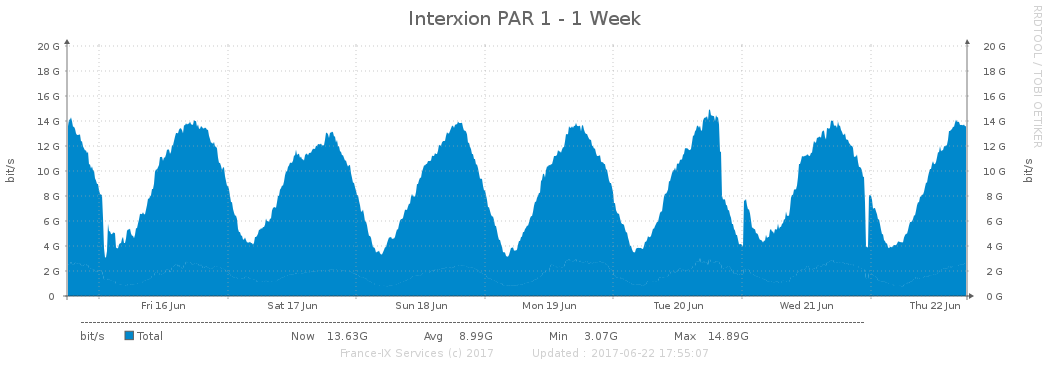 Interxion PAR 1 - 1 Week
RRDTOOL / TOBI OETIKER
bit/s
20 G 20 G
18 G 18 G
16 G 16 G
14 G 14 G
12 G 12 G
10 G 10 G
8 G 8 G
6 G 6 G
4 G 4 G
2 G 2 G
0 0 G
bit/s
Fri 16 Jun Sat 17 Jun Sun 18 Jun Mon 19 Jun Tue 20 Jun Wed 21 Jun Thu 22 Jun
bit/s Total Now 13.63G Avg 8.99G Min 3.07G Max 14.89G
France-IX Services (c) 2017 Updated : 2017-06-22 17:55:07